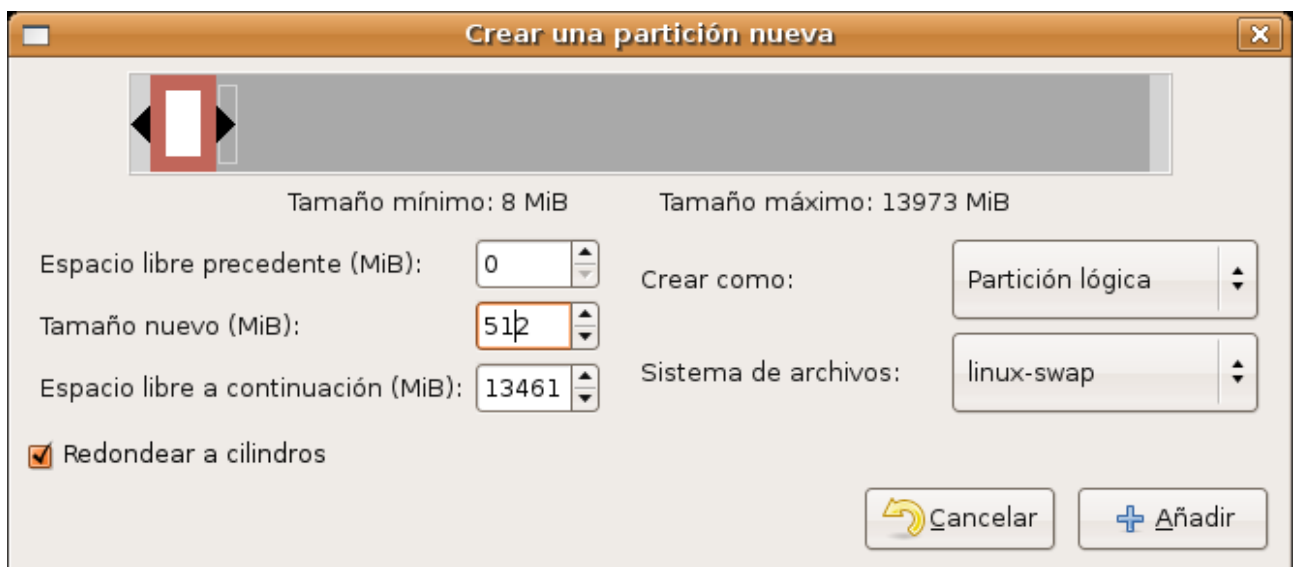 Crear una partición nueva
Tamaño mínimo: 8 MiB Tamaño máximo: 13973 MiB
Espacio libre precedente (MiB): 0
Crear como: Partición lógica
Tamaño nuevo (MiB): 512
Espacio libre a continuación (MiB): 13461
Sistema de archivos: linux-swap
Redondear a cilindros
Cancelar Añadir